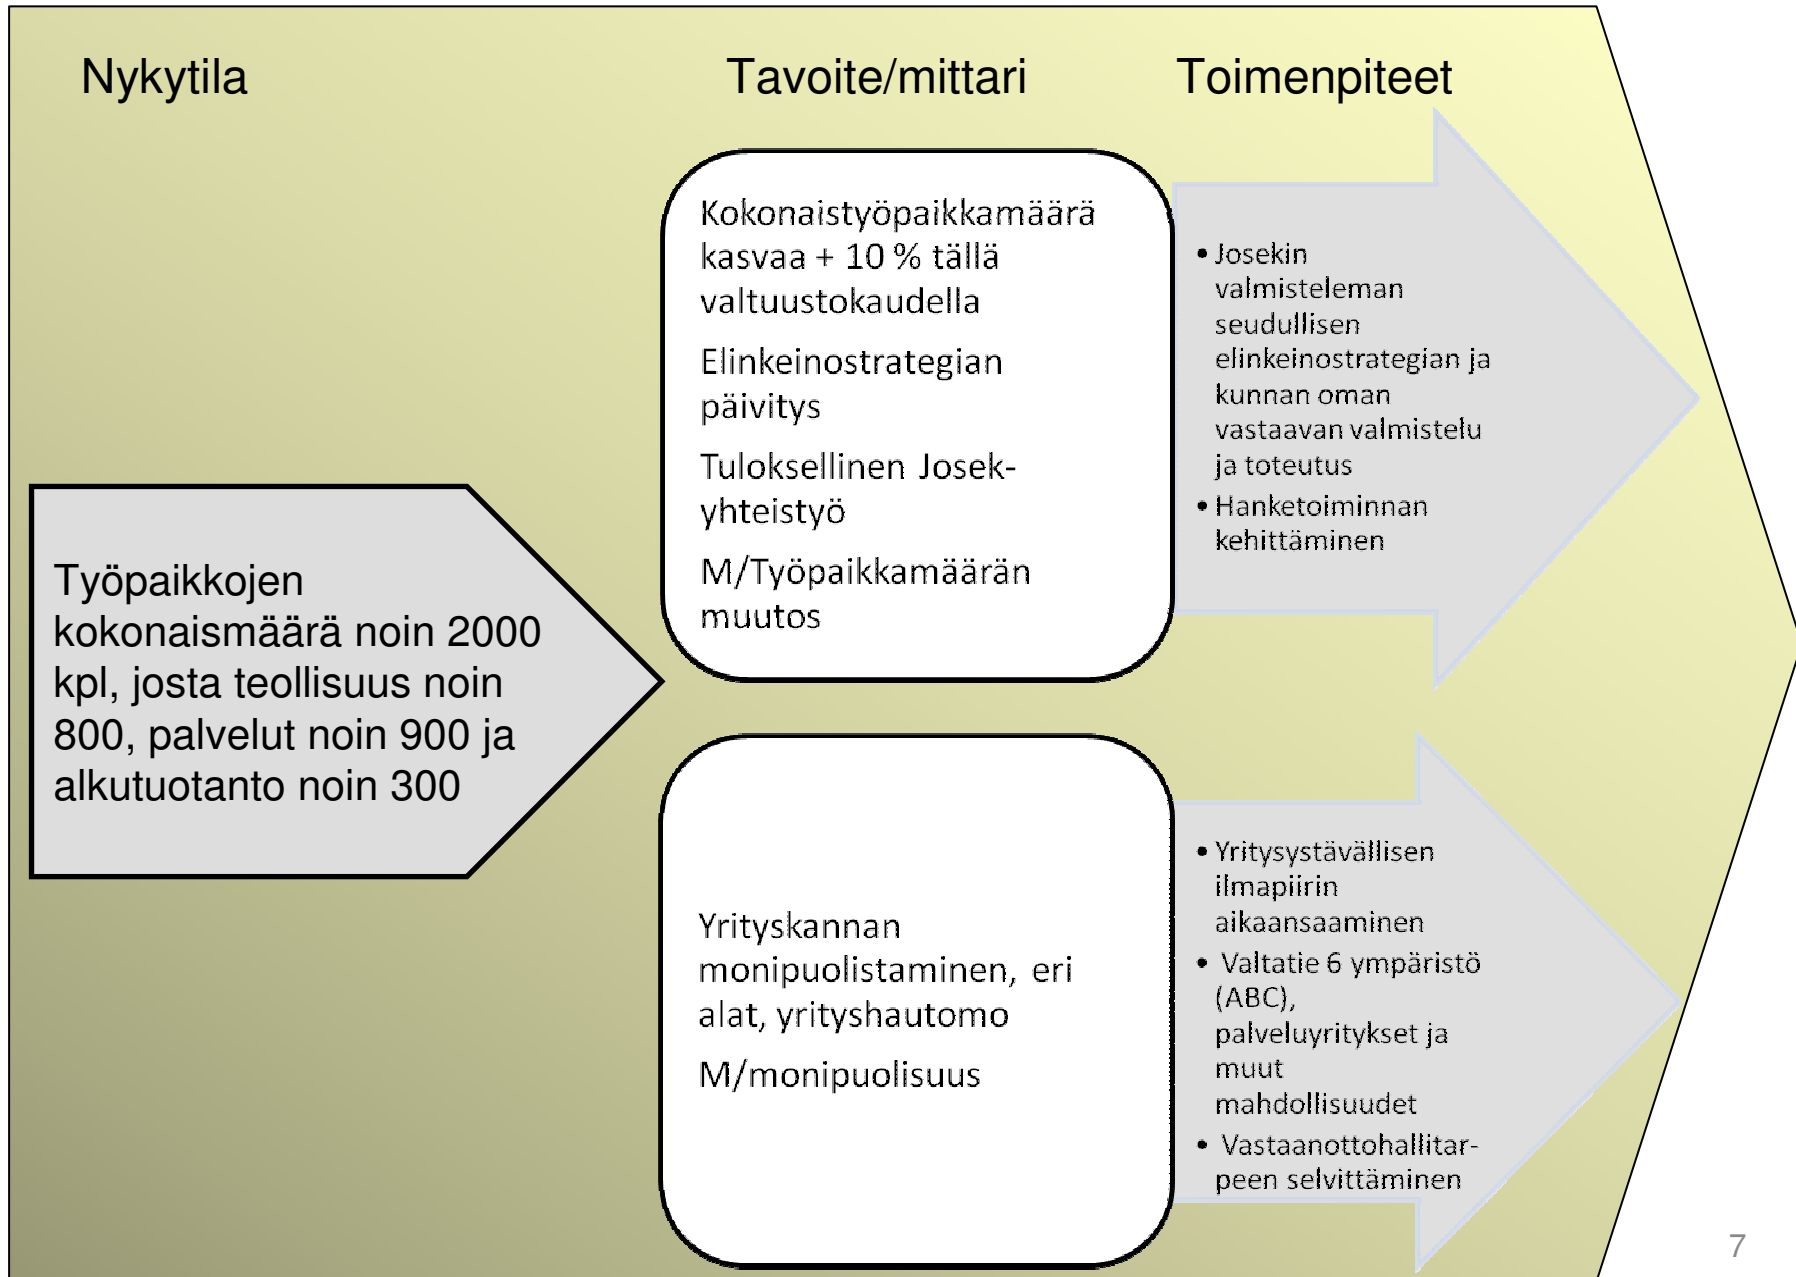 Nykytila
Tavoite/mittari
Toimenpiteet
Työpaikkojen
kokonaismäärä noin 2000
kpl, josta teollisuus noin
800, palvelut noin 900 ja
alkutuotanto noin 300
Kokonaistyöpaikkamäärä
kasvaa + 10 % tällä
valtuustokaudella
Elinkeinostrategian
päivitys
Tuloksellinen Josek-
yhteistyö
M/Työpaikkamäärän
muutos
• Josekin
valmisteleman
seudullisen
elinkeinostrategian ja
kunnan oman
vastaavan valmistelu
ja toteutus
• Hanketoiminnan
kehittäminen
Yrityskannan
monipuolistaminen, eri
alat, yrityshautomo
M/monipuolisuus
• Yritysystävällisen
ilmapiirin
aikaansaaminen
• Valtatie 6 ympäristö
(ABC),
palveluyritykset ja
muut
mahdollisuudet
• Vastaanottohallitar-
peen selvittäminen
7